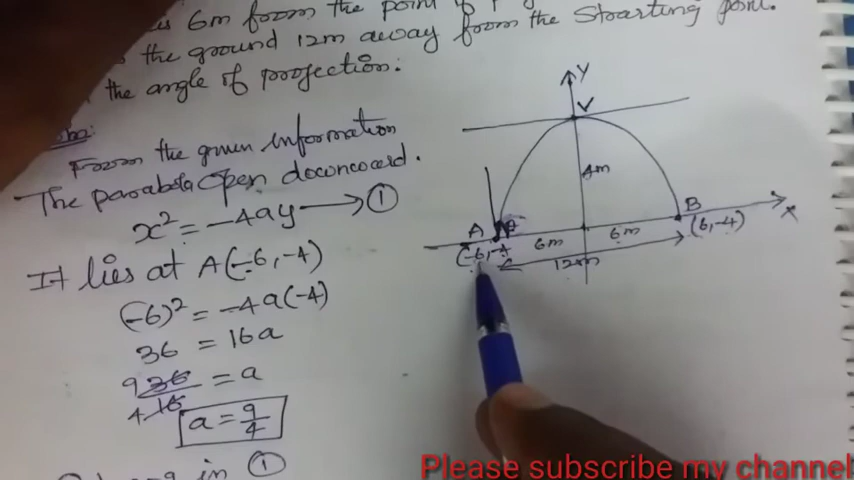 6m from the point
the ground 12m away from the Starting point.
the angle of projection:
From the given information
The parabola open downward.
x² = -4ay → ①
It lies at A(-6,-4)
(-6)² = -4a(-4)
36 = 16a
9 36 = a
4 16
a = 9/4
in ①
Y
V
4m
A
B
X
(-6,-4
6m
6m
(6,-4)
12m
Please subscribe my channel